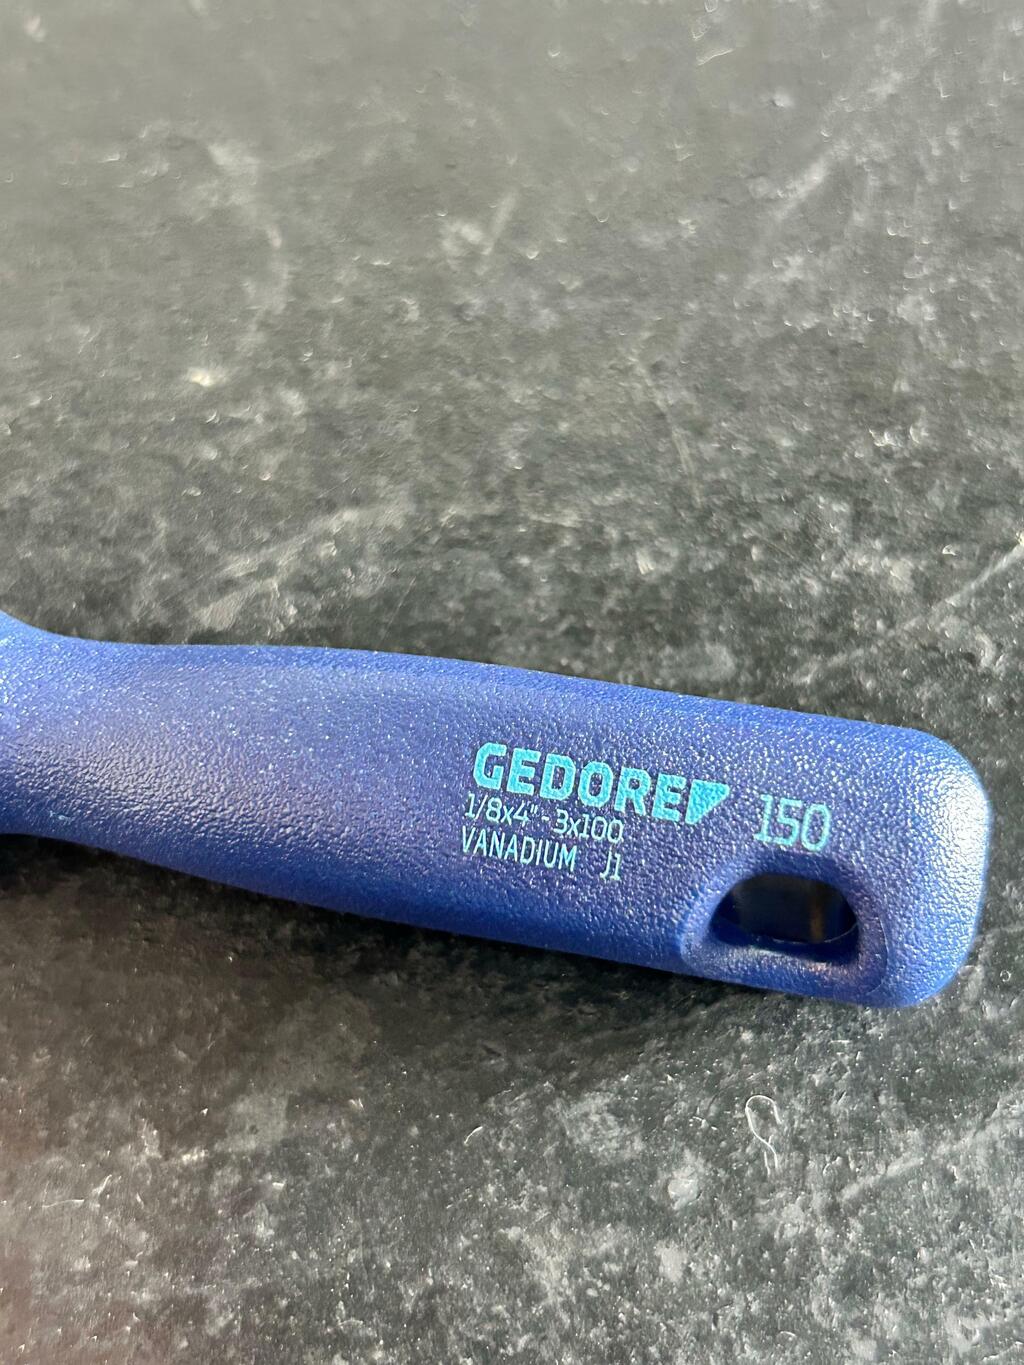 GEDORE 150
1/8x4"-3x100
VANADIUM J1